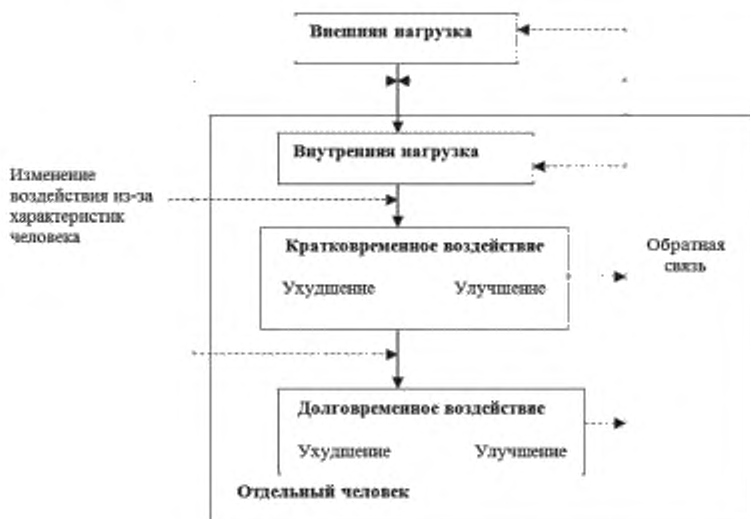 Внешняя нагрузка
Внутренняя нагрузка
Изменение
воздействия из-за
характеристик
человека
Кратковременное воздействие
Ухудшение Улучшение
Обратная
связь
Долговременное воздействие
Ухудшение Улучшение
Отдельный человек